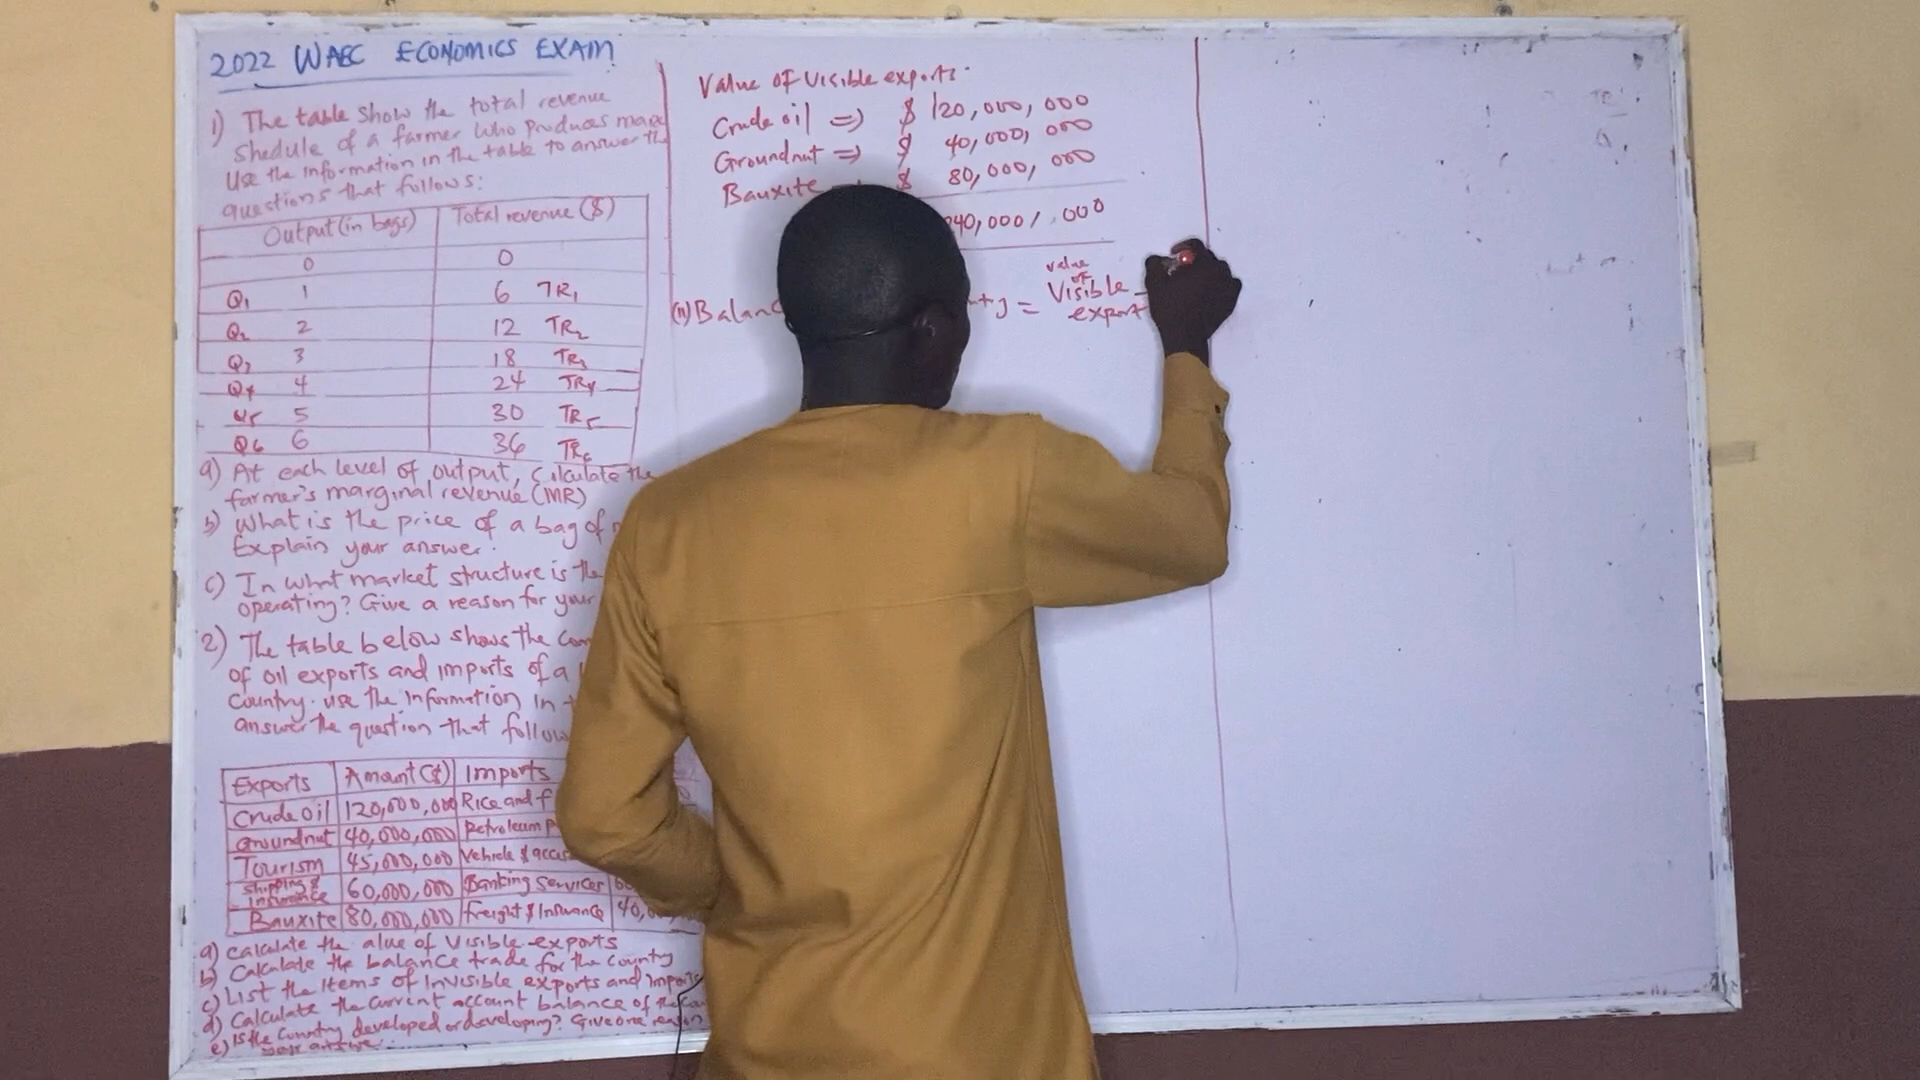 2022 WAEC ECONOMICS EXAM
1) The table show the total revenue
Shedule of a farmer who produces
Use the information in the table to answer the
questions that follows:
Output (in bags) Total revenue ($)
0 0
Q1 1 6 TR1
Q2 2 12 TR2
Q3 3 18 TR3
Q4 4 24 TR4
Q5 5 30 TR5
Q6 6 36 TR6
a) At each level of output, calculate the
farmer's marginal revenue (MR)
b) What is the price of a bag of
Explain your answer.
c) In what market structure is the
operating? Give a reason for your
2) The table below shows the
of oil exports and imports of a
Country. use the information in
answer the question that follow
Exports Amount ($) Imports
Crude Oil 120,000,000 Rice and
Groundnut 40,000,000 Petroleum
Tourism 45,000,000 Vehicle &
Shipping & insurance 60,000,000 Banking Services
Bauxite 80,000,000 freight & Insurance 40,
a) calculate the alue of visible exports
b) Calculate the balance trade for the country
c) List the items of invisible exports and imports
d) Calculate the current account balance of the
e) Is the country developed or developing? Give one reason
your answer.
Value of visible exports.
Crude oil => $ 120,000,000
Groundnut => $ 40,000,000
Bauxite $ 80,000,000
40,000,000
(ii) Balanc = value of Visible export -